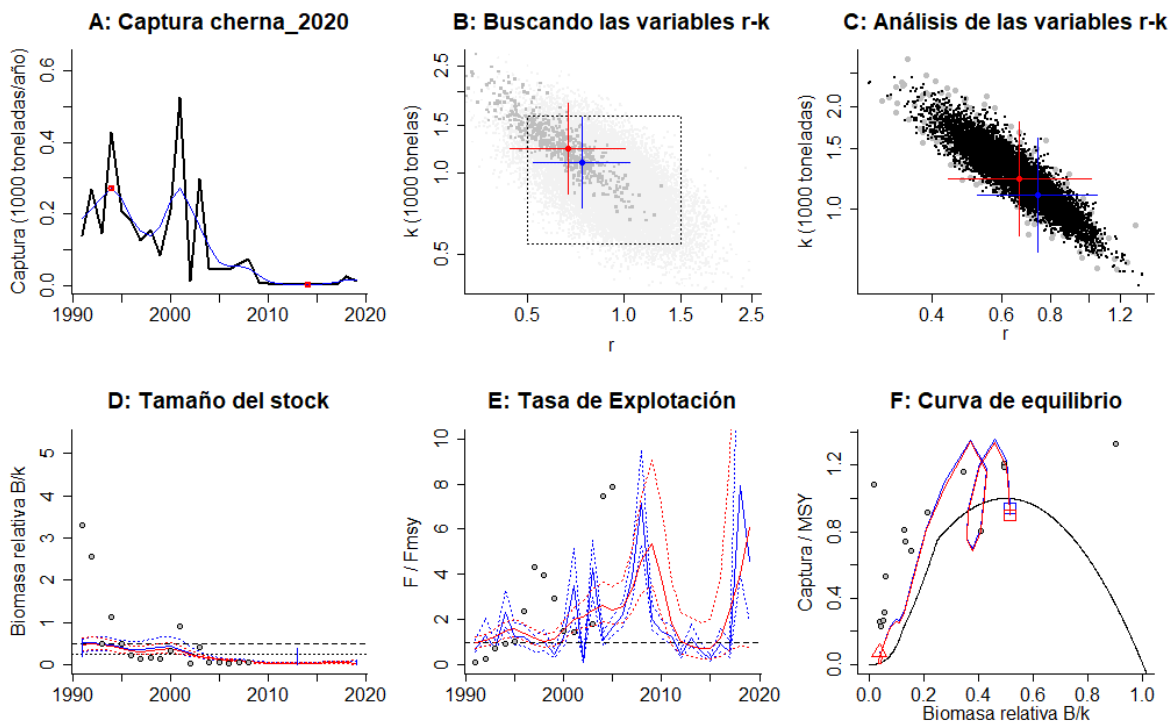 A: Captura cherna_2020
Captura (1000 toneladas/año)
0.0 0.2 0.4 0.6
1990 2000 2010 2020
B: Buscando las variables r-k
k (1000 tonelas)
0.5 1.0 1.5 2.5
0.5 1.0 1.5 2.5
r
C: Análisis de las variables r-k
k (1000 toneladas)
1.0 1.5 2.0
0.4 0.6 0.8 1.2
r
D: Tamaño del stock
Biomasa relativa B/k
0 1 2 3 4 5
1990 2000 2010 2020
E: Tasa de Explotación
F / Fmsy
0 2 4 6 8 10
1990 2000 2010 2020
F: Curva de equilibrio
Captura / MSY
0.0 0.4 0.8 1.2
0.0 0.2 0.4 0.6 0.8 1.0
Biomasa relativa B/k